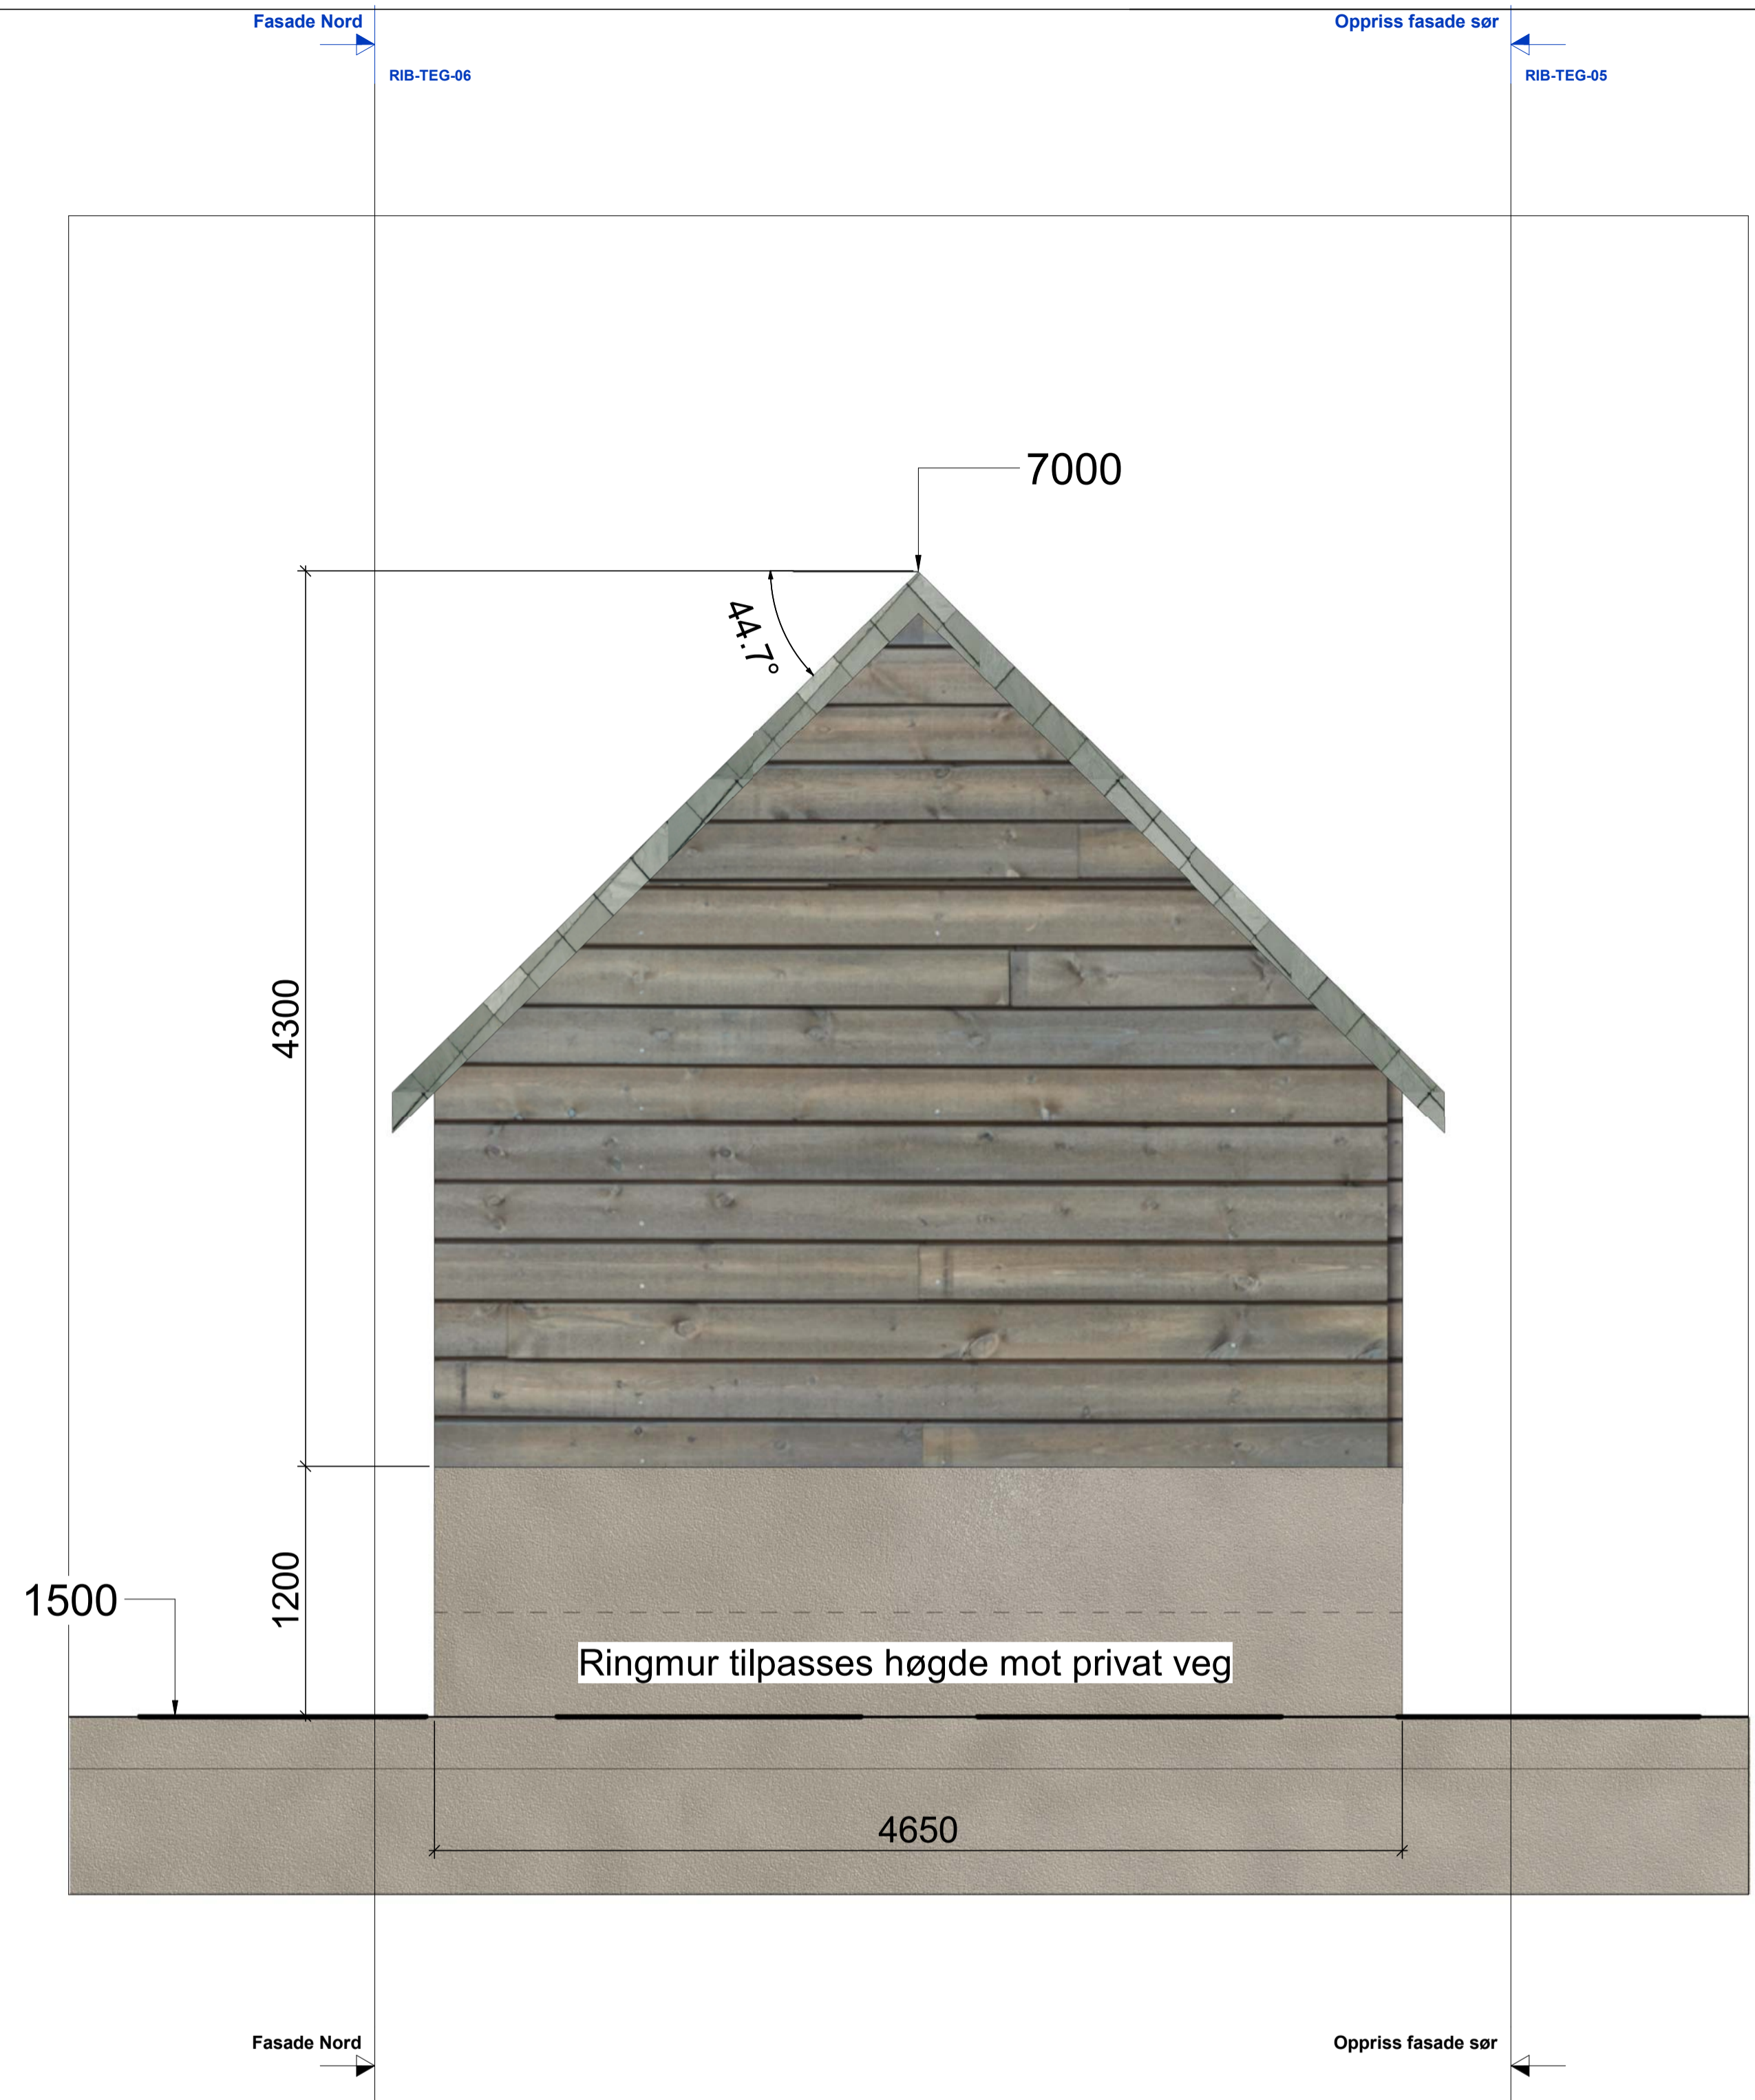 Fasade Nord
Oppriss fasade sør
RIB-TEG-06
RIB-TEG-05
7000
44.7°
4300
1200
1500
Ringmur tilpasses høgde mot privat veg
4650
Fasade Nord
Oppriss fasade sør